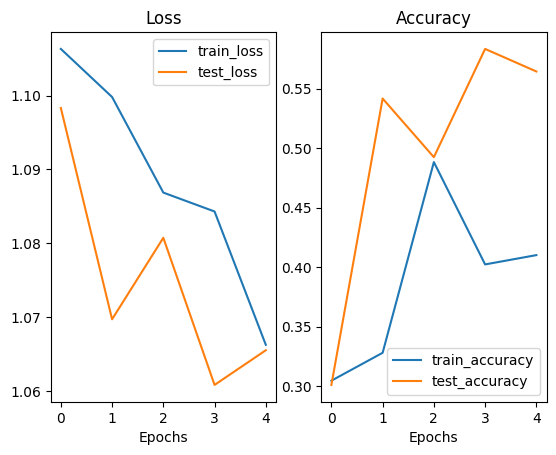 Loss
train_loss
test_loss
1.10
1.09
1.08
1.07
1.06
0 1 2 3 4
Epochs
Accuracy
0.55
0.50
0.45
0.40
0.35
0.30
train_accuracy
test_accuracy
0 1 2 3 4
Epochs